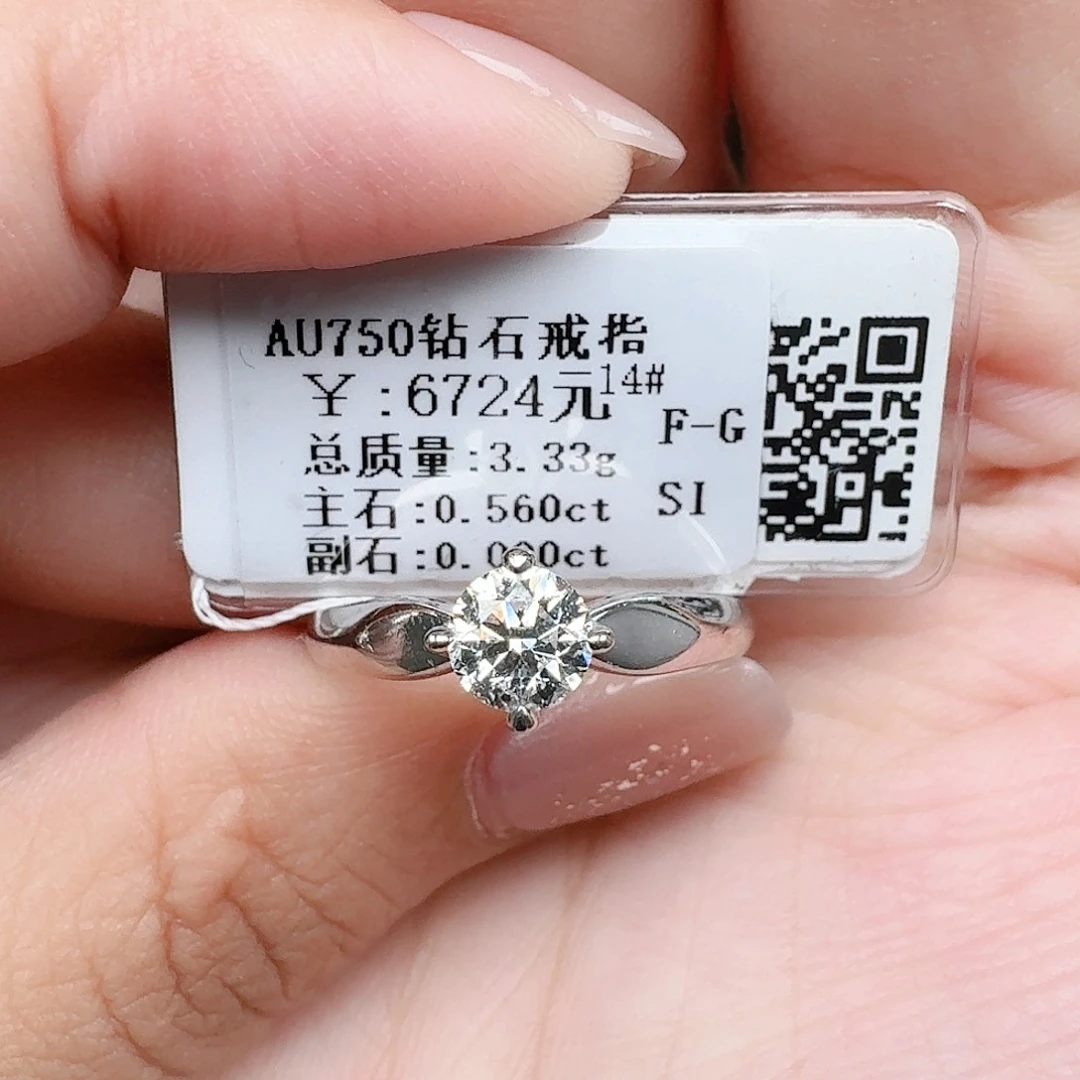 AU750钻石戒指
￥:6724元14#
总质量:3.33g
F-G
主石:0.560ct
SI
副石:0.000ct